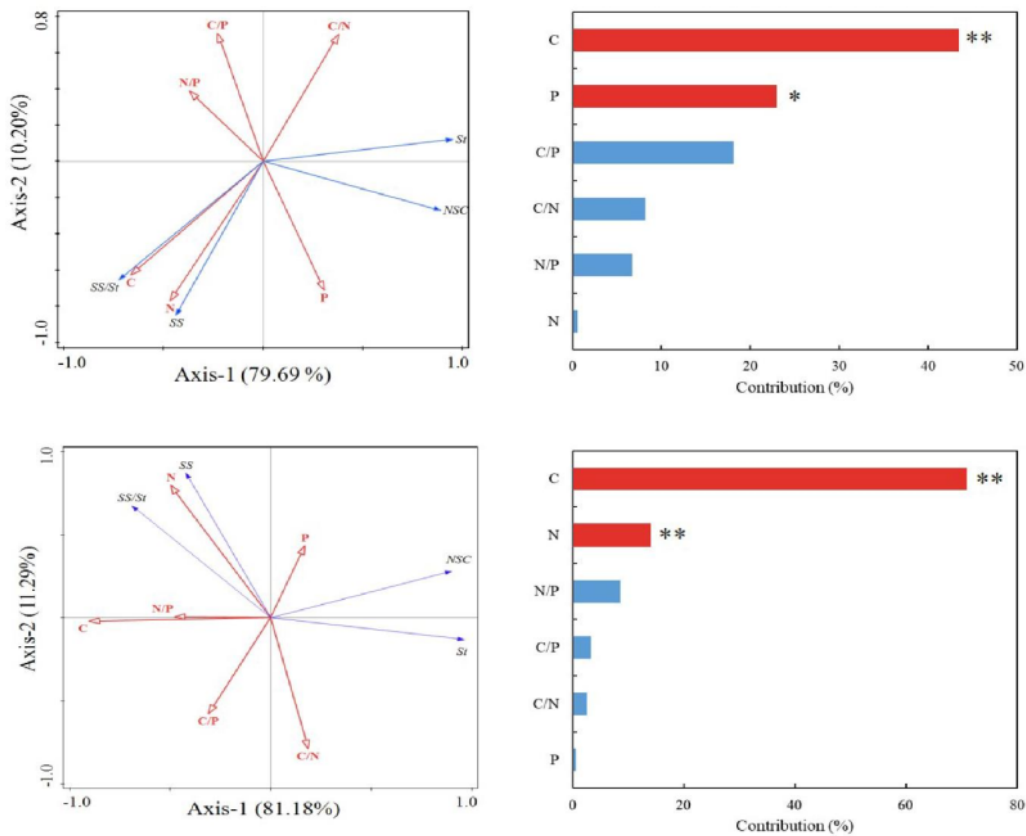 0.8
C/P
C/N
N/P
St
NSC
SS/St
C
N
SS
P
Axis-2 (10.20%)
-1.0
-1.0
1.0
Axis-1 (79.69 %)
C
**
P
*
C/P
C/N
N/P
N
0
10
20
30
40
50
Contribution (%)
1.0
SS
N
SS/St
P
NSC
N/P
C
St
C/P
C/N
Axis-2 (11.29%)
-1.0
-1.0
1.0
Axis-1 (81.18%)
C
**
N
**
N/P
C/P
C/N
P
0
20
40
60
80
Contribution (%)